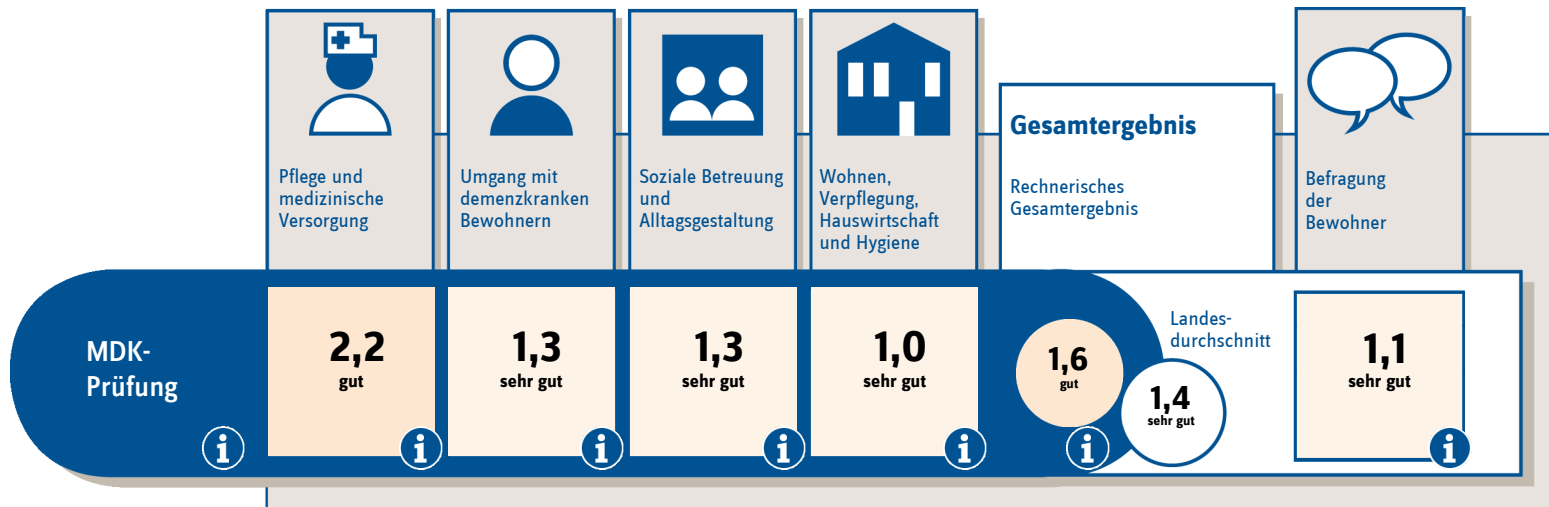 Pflege und
medizinische
Versorgung
Umgang mit
demenzkranken
Bewohnern
Soziale Betreuung
und
Alltagsgestaltung
Wohnen,
Verpflegung,
Hauswirtschaft
und Hygiene
Gesamtergebnis
Rechnerisches
Gesamtergebnis
Befragung
der
Bewohner
MDK-
Prüfung
i
2,2
gut
i
1,3
sehr gut
i
1,3
sehr gut
i
1,0
sehr gut
i
1,6
gut
i
Landes-
durchschnitt
1,4
sehr gut
1,1
sehr gut
i